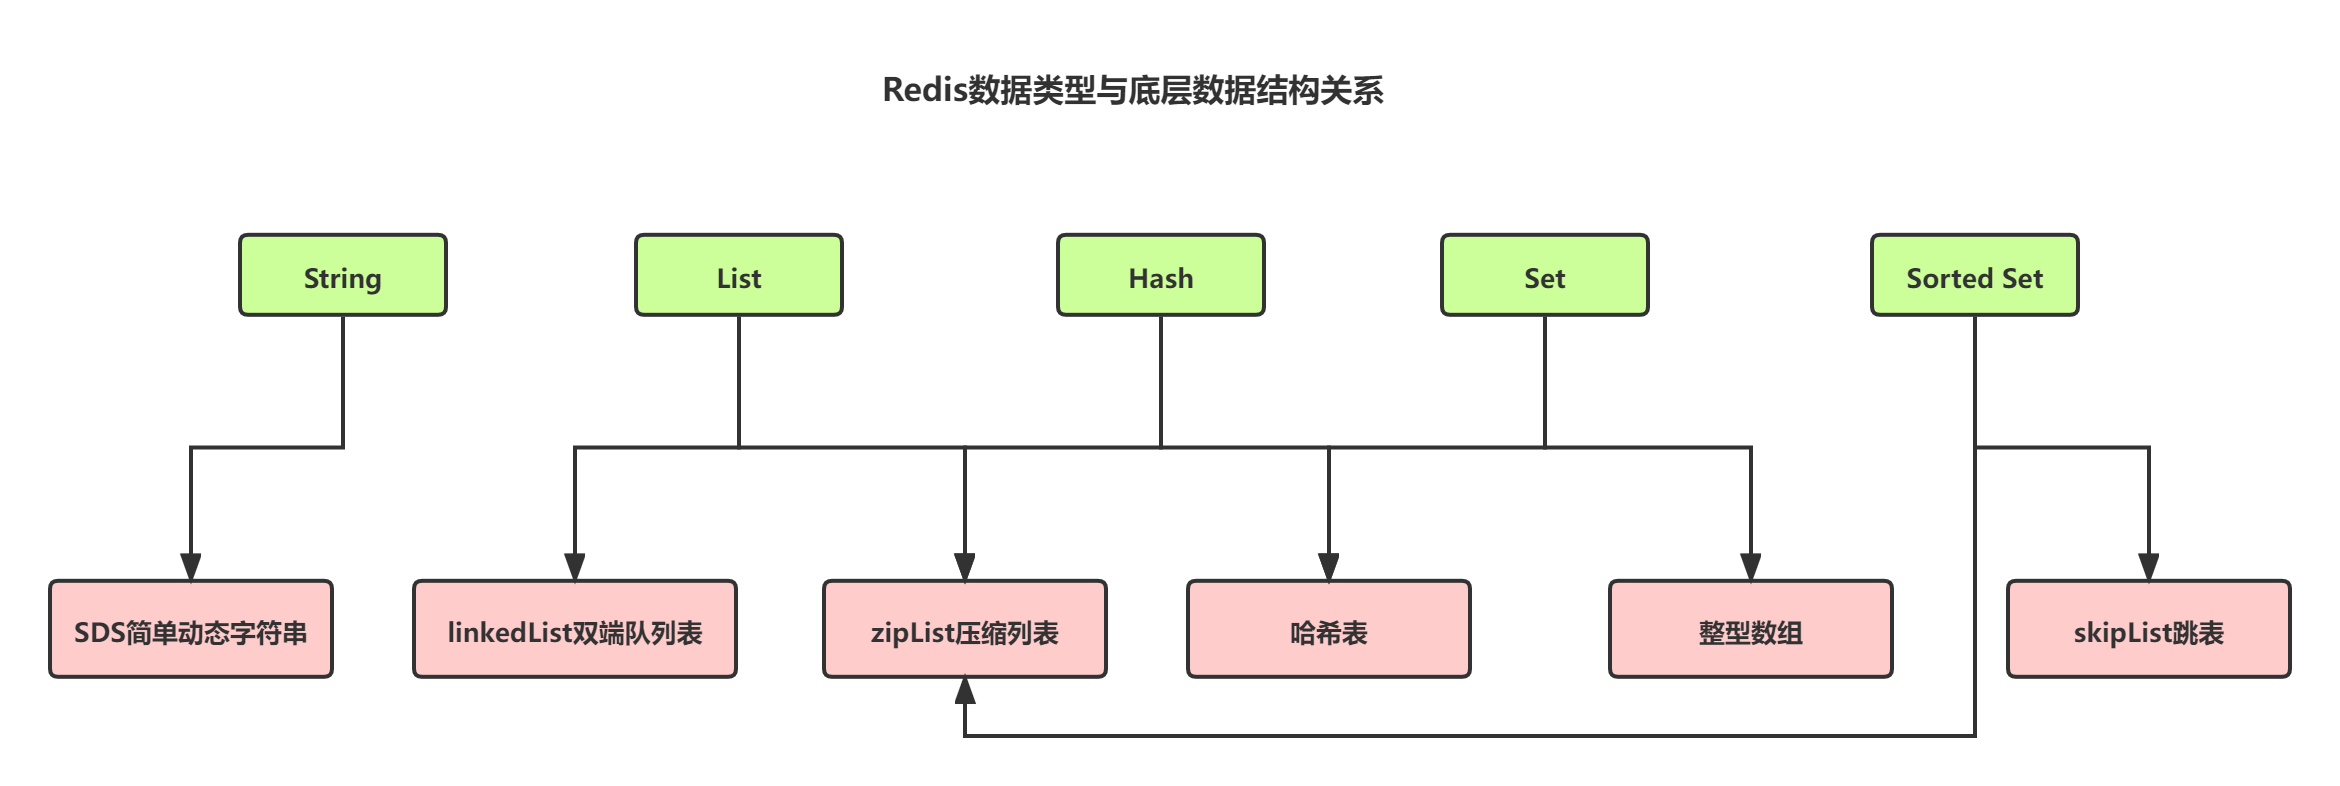 Redis数据类型与底层数据结构关系
String
List
Hash
Set
Sorted Set
SDS简单动态字符串
linkedList双端队列表
zipList压缩列表
哈希表
整型数组
skipList跳表